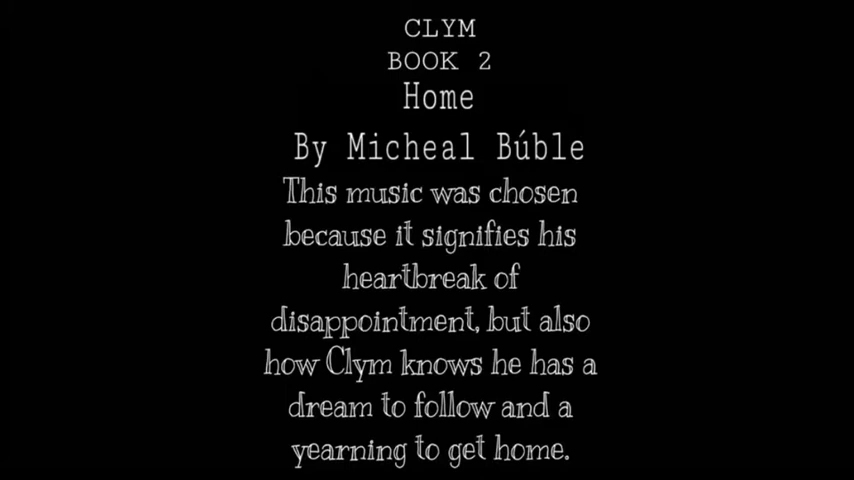 CLYM
BOOK 2
Home
By Micheal Búble
This music was chosen
because it signifies his
heartbreak of
disappointment, but also
how Clym knows he has a
dream to follow and a
yearning to get home.